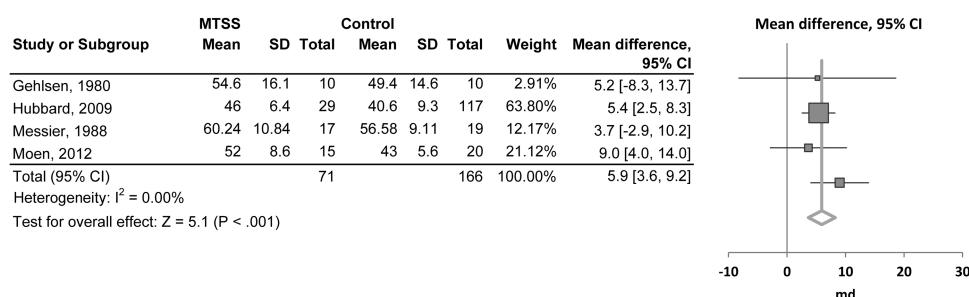 MTSS Control Mean difference, 95% CI
Study or Subgroup Mean SD Total Mean SD Total Weight Mean difference,
95% CI
Gehlsen, 1980 54.6 16.1 10 49.4 14.6 10 2.91% 5.2 [-8.3, 13.7]
Hubbard, 2009 46 6.4 29 40.6 9.3 117 63.80% 5.4 [2.5, 8.3]
Messier, 1988 60.24 10.84 17 56.58 9.11 19 12.17% 3.7 [-2.9, 10.2]
Moen, 2012 52 8.6 15 43 5.6 20 21.12% 9.0 [4.0, 14.0]
Total (95% CI) 71 166 100.00% 5.9 [3.6, 9.2]
Heterogeneity: I² = 0.00%
Test for overall effect: Z = 5.1 (P < .001)
-10 0 10 20 30
md